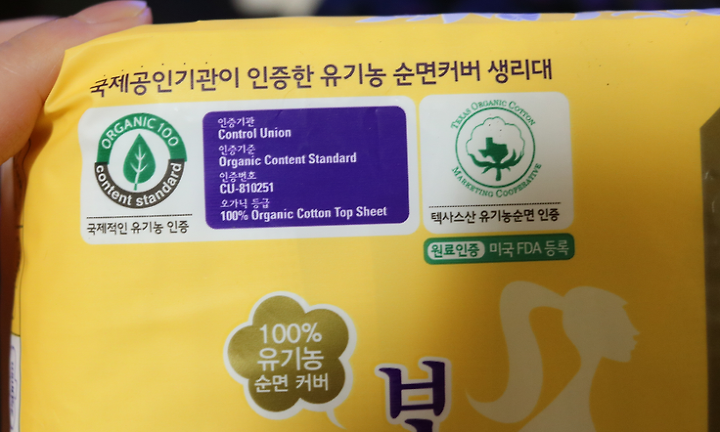 국제공인기관이 인증한 유기농 순면커버 생리대
ORGANIC 100
content standard
국제적인 유기농 인증
인증기관
Control Union
인증기준
Organic Content Standard
인증번호
CU-810251
오가닉 등급
100% Organic Cotton Top Sheet
TEXAS ORGANIC COTTON
MARKETING COOPERATIVE
텍사스산 유기농순면 인증
원료인증 미국 FDA 등록
100%
유기농
순면 커버